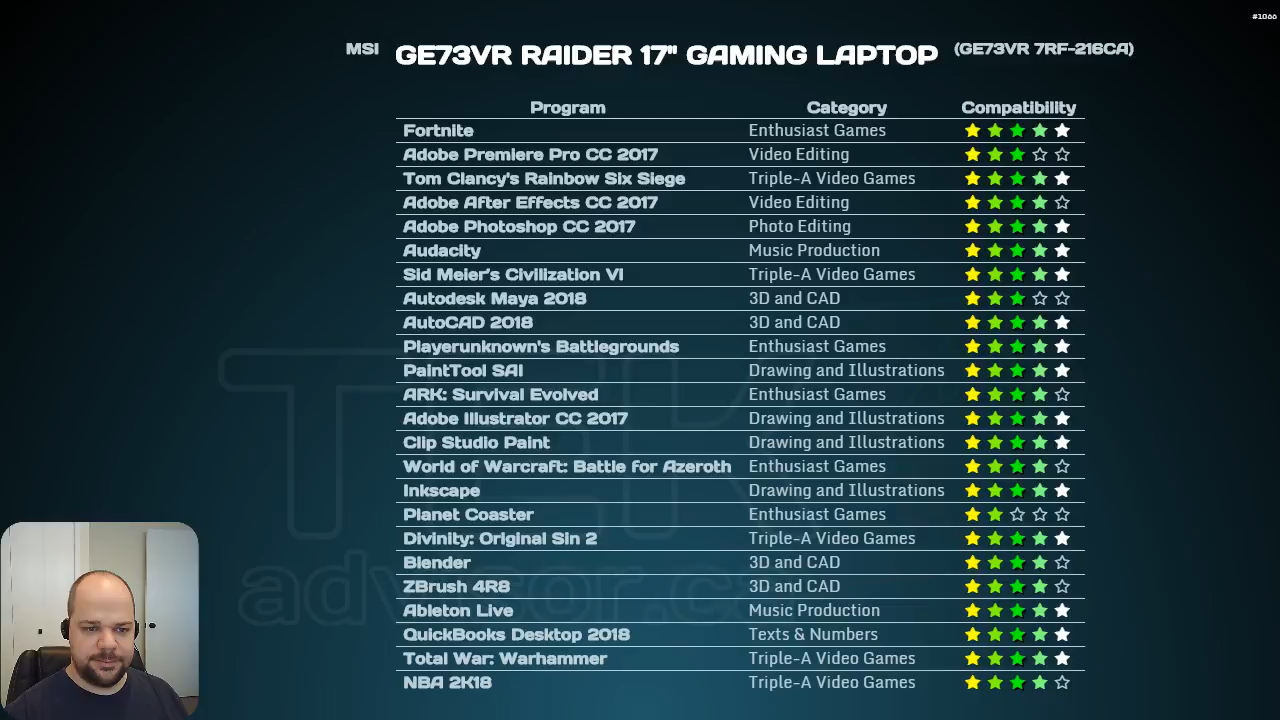 #1066
MSI GE73VR RAIDER 17" GAMING LAPTOP (GE73VR 7RF-216CA)
Program Category Compatibility
Fortnite Enthusiast Games
Adobe Premiere Pro CC 2017 Video Editing
Tom Clancy's Rainbow Six Siege Triple-A Video Games
Adobe After Effects CC 2017 Video Editing
Adobe Photoshop CC 2017 Photo Editing
Audacity Music Production
Sid Meier's Civilization VI Triple-A Video Games
Autodesk Maya 2018 3D and CAD
AutoCAD 2018 3D and CAD
Playerunknown's Battlegrounds Enthusiast Games
PaintTool SAI Drawing and Illustrations
ARK: Survival Evolved Enthusiast Games
Adobe Illustrator CC 2017 Drawing and Illustrations
Clip Studio Paint Drawing and Illustrations
World of Warcraft: Battle for Azeroth Enthusiast Games
Inkscape Drawing and Illustrations
Planet Coaster Enthusiast Games
Divinity: Original Sin 2 Triple-A Video Games
Blender 3D and CAD
ZBrush 4R8 3D and CAD
Ableton Live Music Production
QuickBooks Desktop 2018 Texts & Numbers
Total War: Warhammer Triple-A Video Games
NBA 2K18 Triple-A Video Games